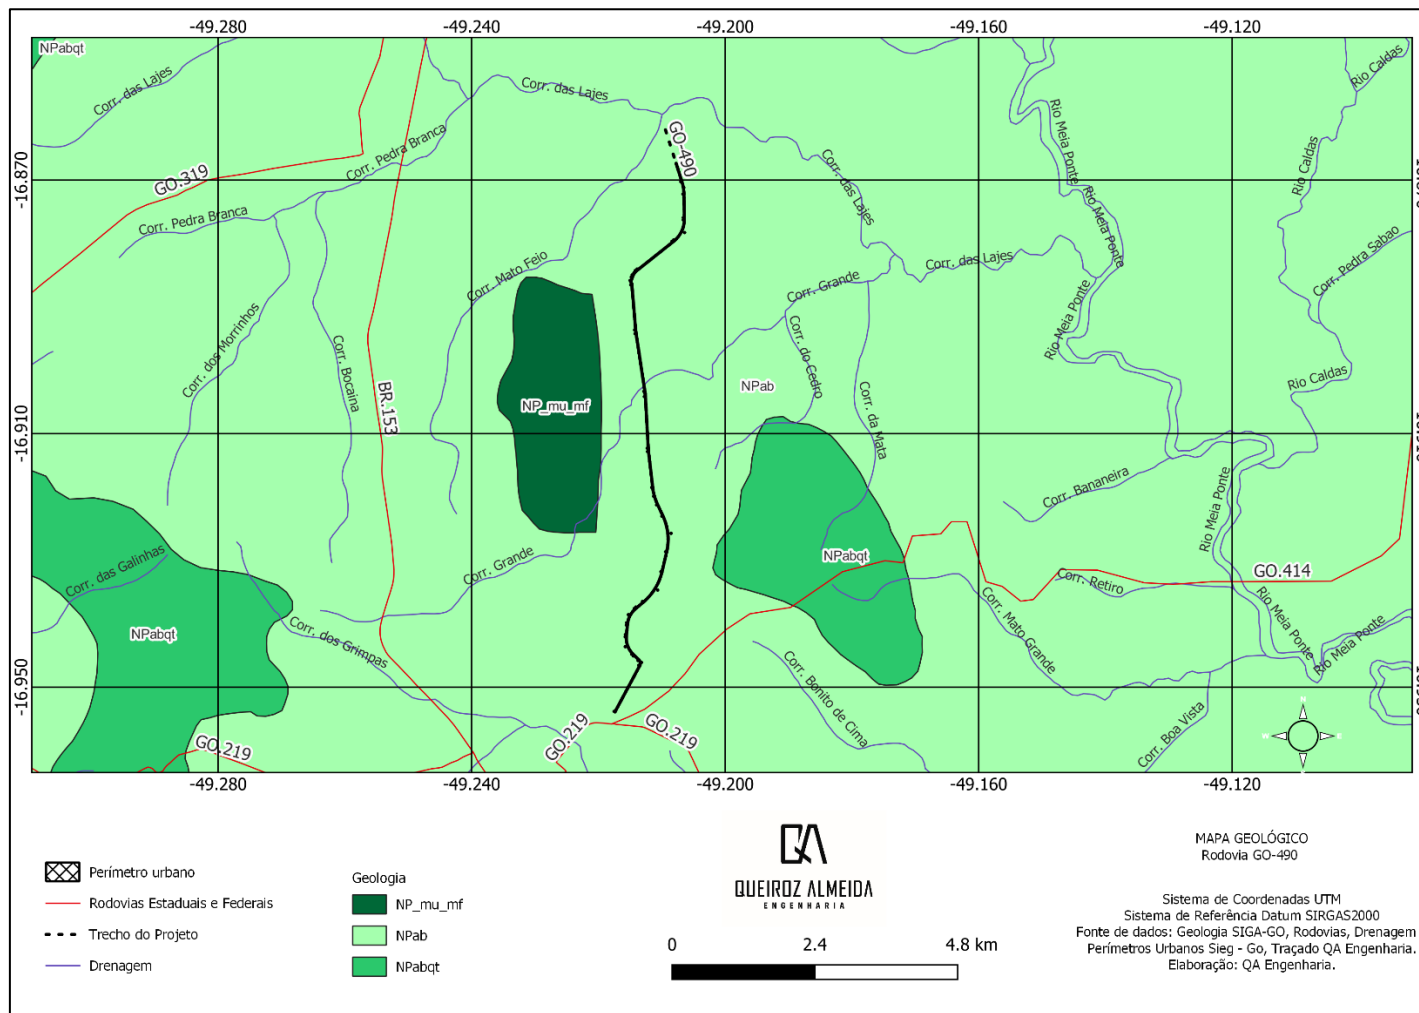 -49.280
-49.240
-49.200
-49.160
-49.120
NPabqt
Corr. das Lajes
Corr. das Lajes
Rio Caldas
Rio Meia Ponte
GO-490
Corr. Pedra Branca
-16.870
GO.319
Corr. das Lajes
Rio Caldas
Corr. Pedra Branca
Rio Meia Ponte
Corr. Mato Feio
Corr. Grande
Corr. das Lajes
Corr. Pedra Sabao
Corr. dos Morrinhos
Corr. Bocaina
Rio Meia Ponte
Corr. do Cedro
NPab
Rio Caldas
BR.153
NP_mu_mf
Corr. da Mata
-16.910
Corr. Bananeira
Rio Meia Ponte
Corr. das Galinhas
Corr. Grande
NPabqt
GO.414
Corr. Retiro
NPabqt
Corr. dos Grimpas
Corr. Mato Grande
Rio Meia Ponte
Rio Meia Ponte
-16.950
Corr. Bonito de Cima
Corr. Boa Vista
GO.219
GO.219
GO.219
-49.280
-49.240
-49.200
-49.160
-49.120
Perímetro urbano
Rodovias Estaduais e Federais
Trecho do Projeto
Drenagem
Geologia
NP_mu_mf
NPab
NPabqt
QA
QUEIROZ ALMEIDA
ENGENHARIA
0 2.4 4.8 km
MAPA GEOLÓGICO
Rodovia GO-490
Sistema de Coordenadas UTM
Sistema de Referência Datum SIRGAS2000
Fonte de dados: Geologia SIGA-GO, Rodovias, Drenagem
Perímetros Urbanos Sieg - Go, Traçado QA Engenharia.
Elaboração: QA Engenharia.